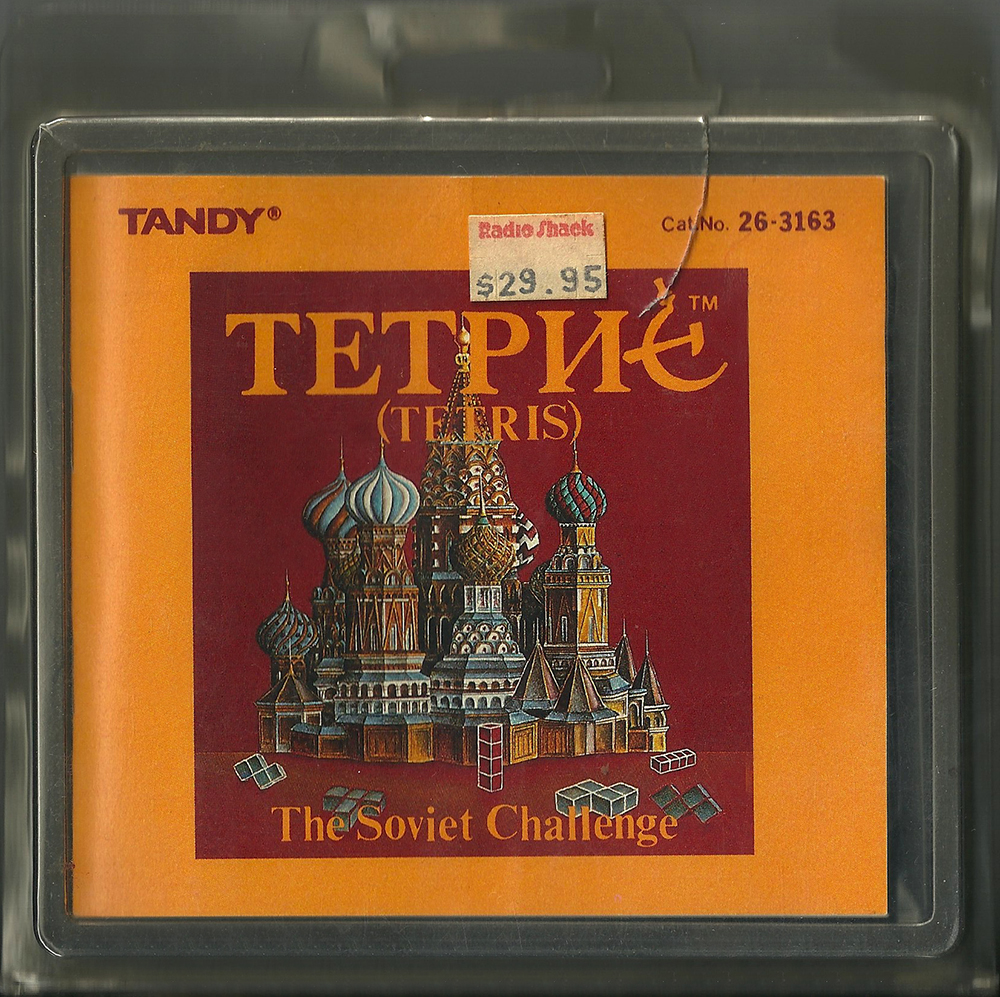 TANDY®
Cat. No. 26-3163
Radio Shack
$29.95
ТЕТРИС™
(TETRIS)
The Soviet Challenge